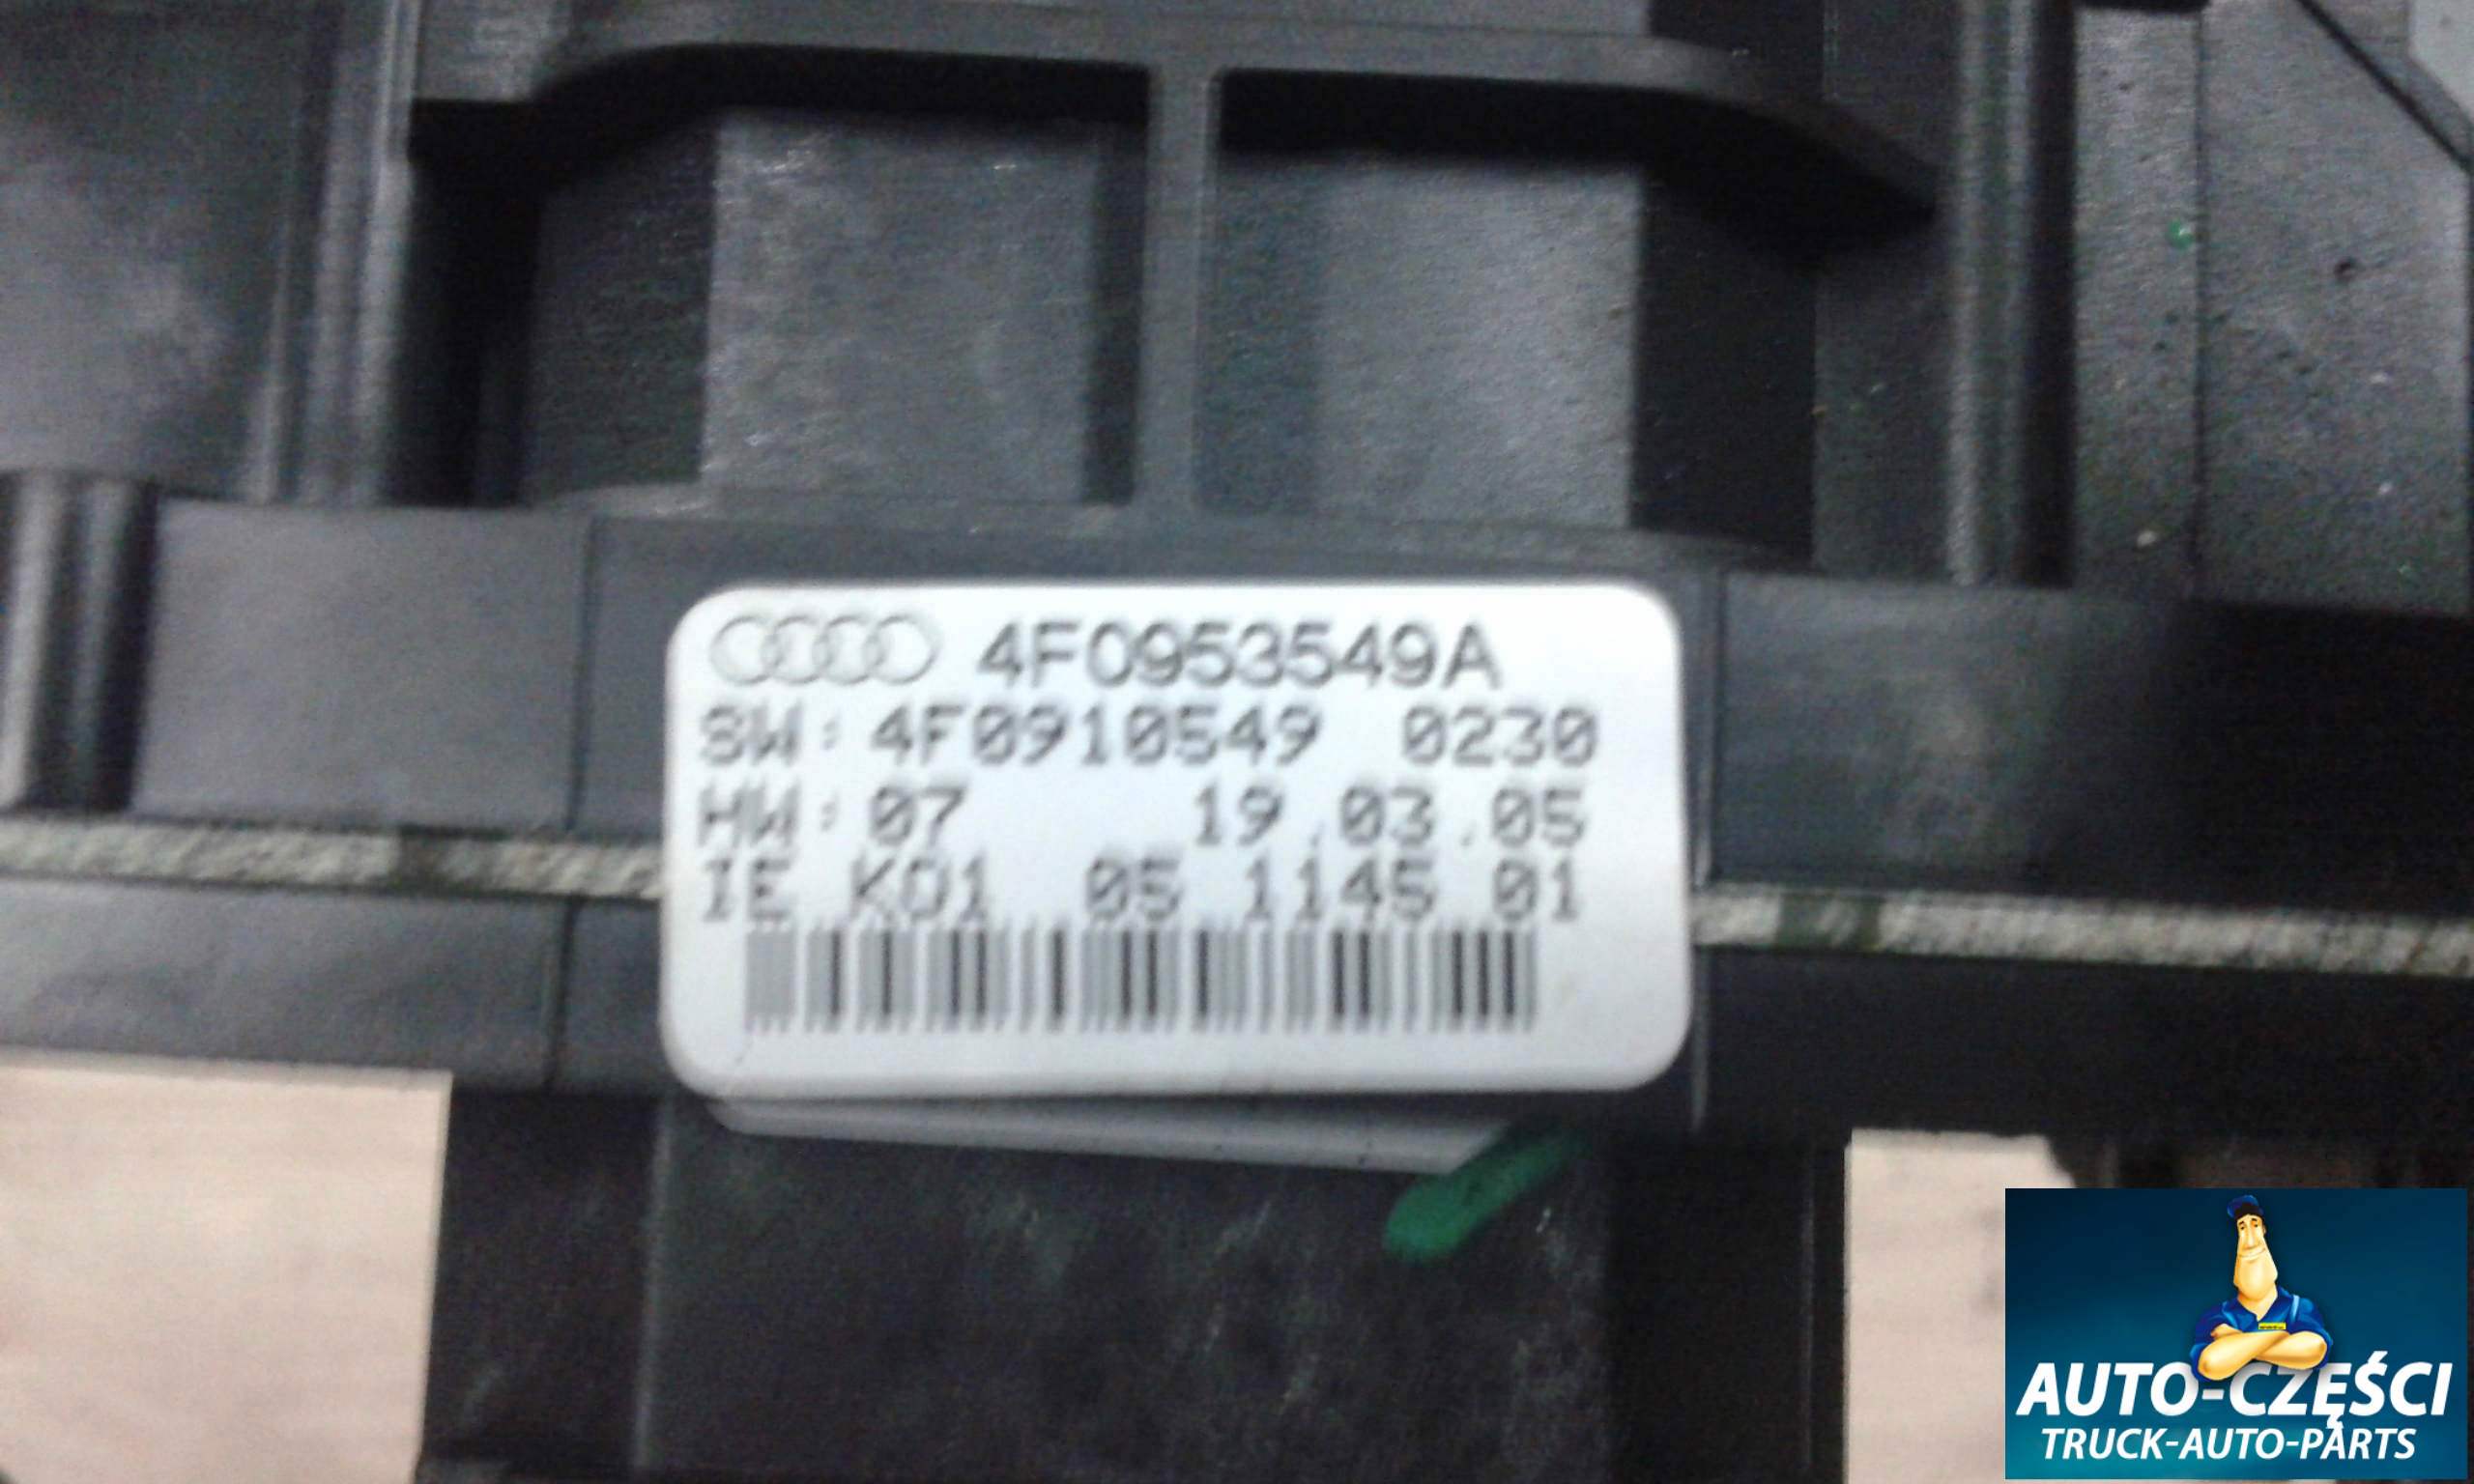 4F0953549A
SW: 4F0910549 0230
HW: 07 19.03.05
IE K01 05 1145 01
AUTO-CZĘŚCI
TRUCK-AUTO-PARTS